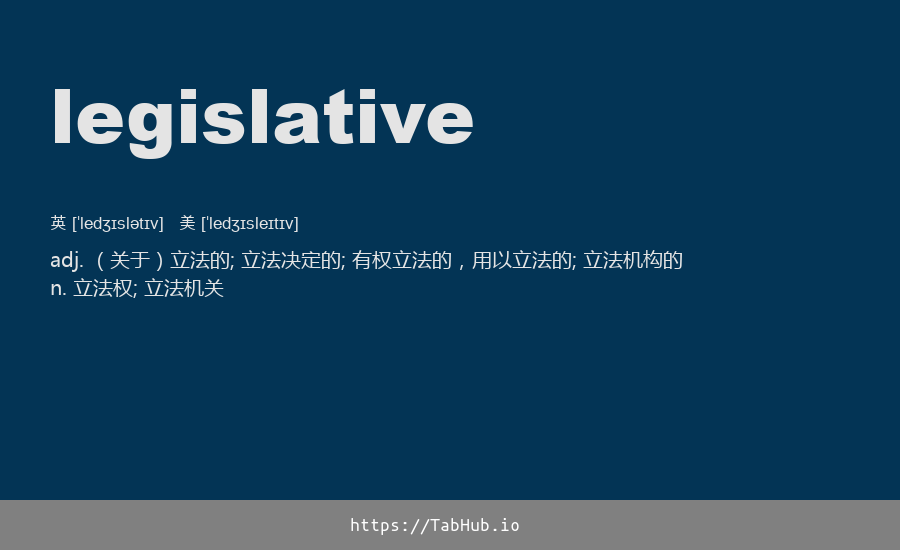 legislative
英 [ˈledʒɪslətɪv] 美 [ˈledʒɪsleɪtɪv]
adj. （关于）立法的; 立法决定的; 有权立法的，用以立法的; 立法机构的
n. 立法权; 立法机关
https://TabHub.io